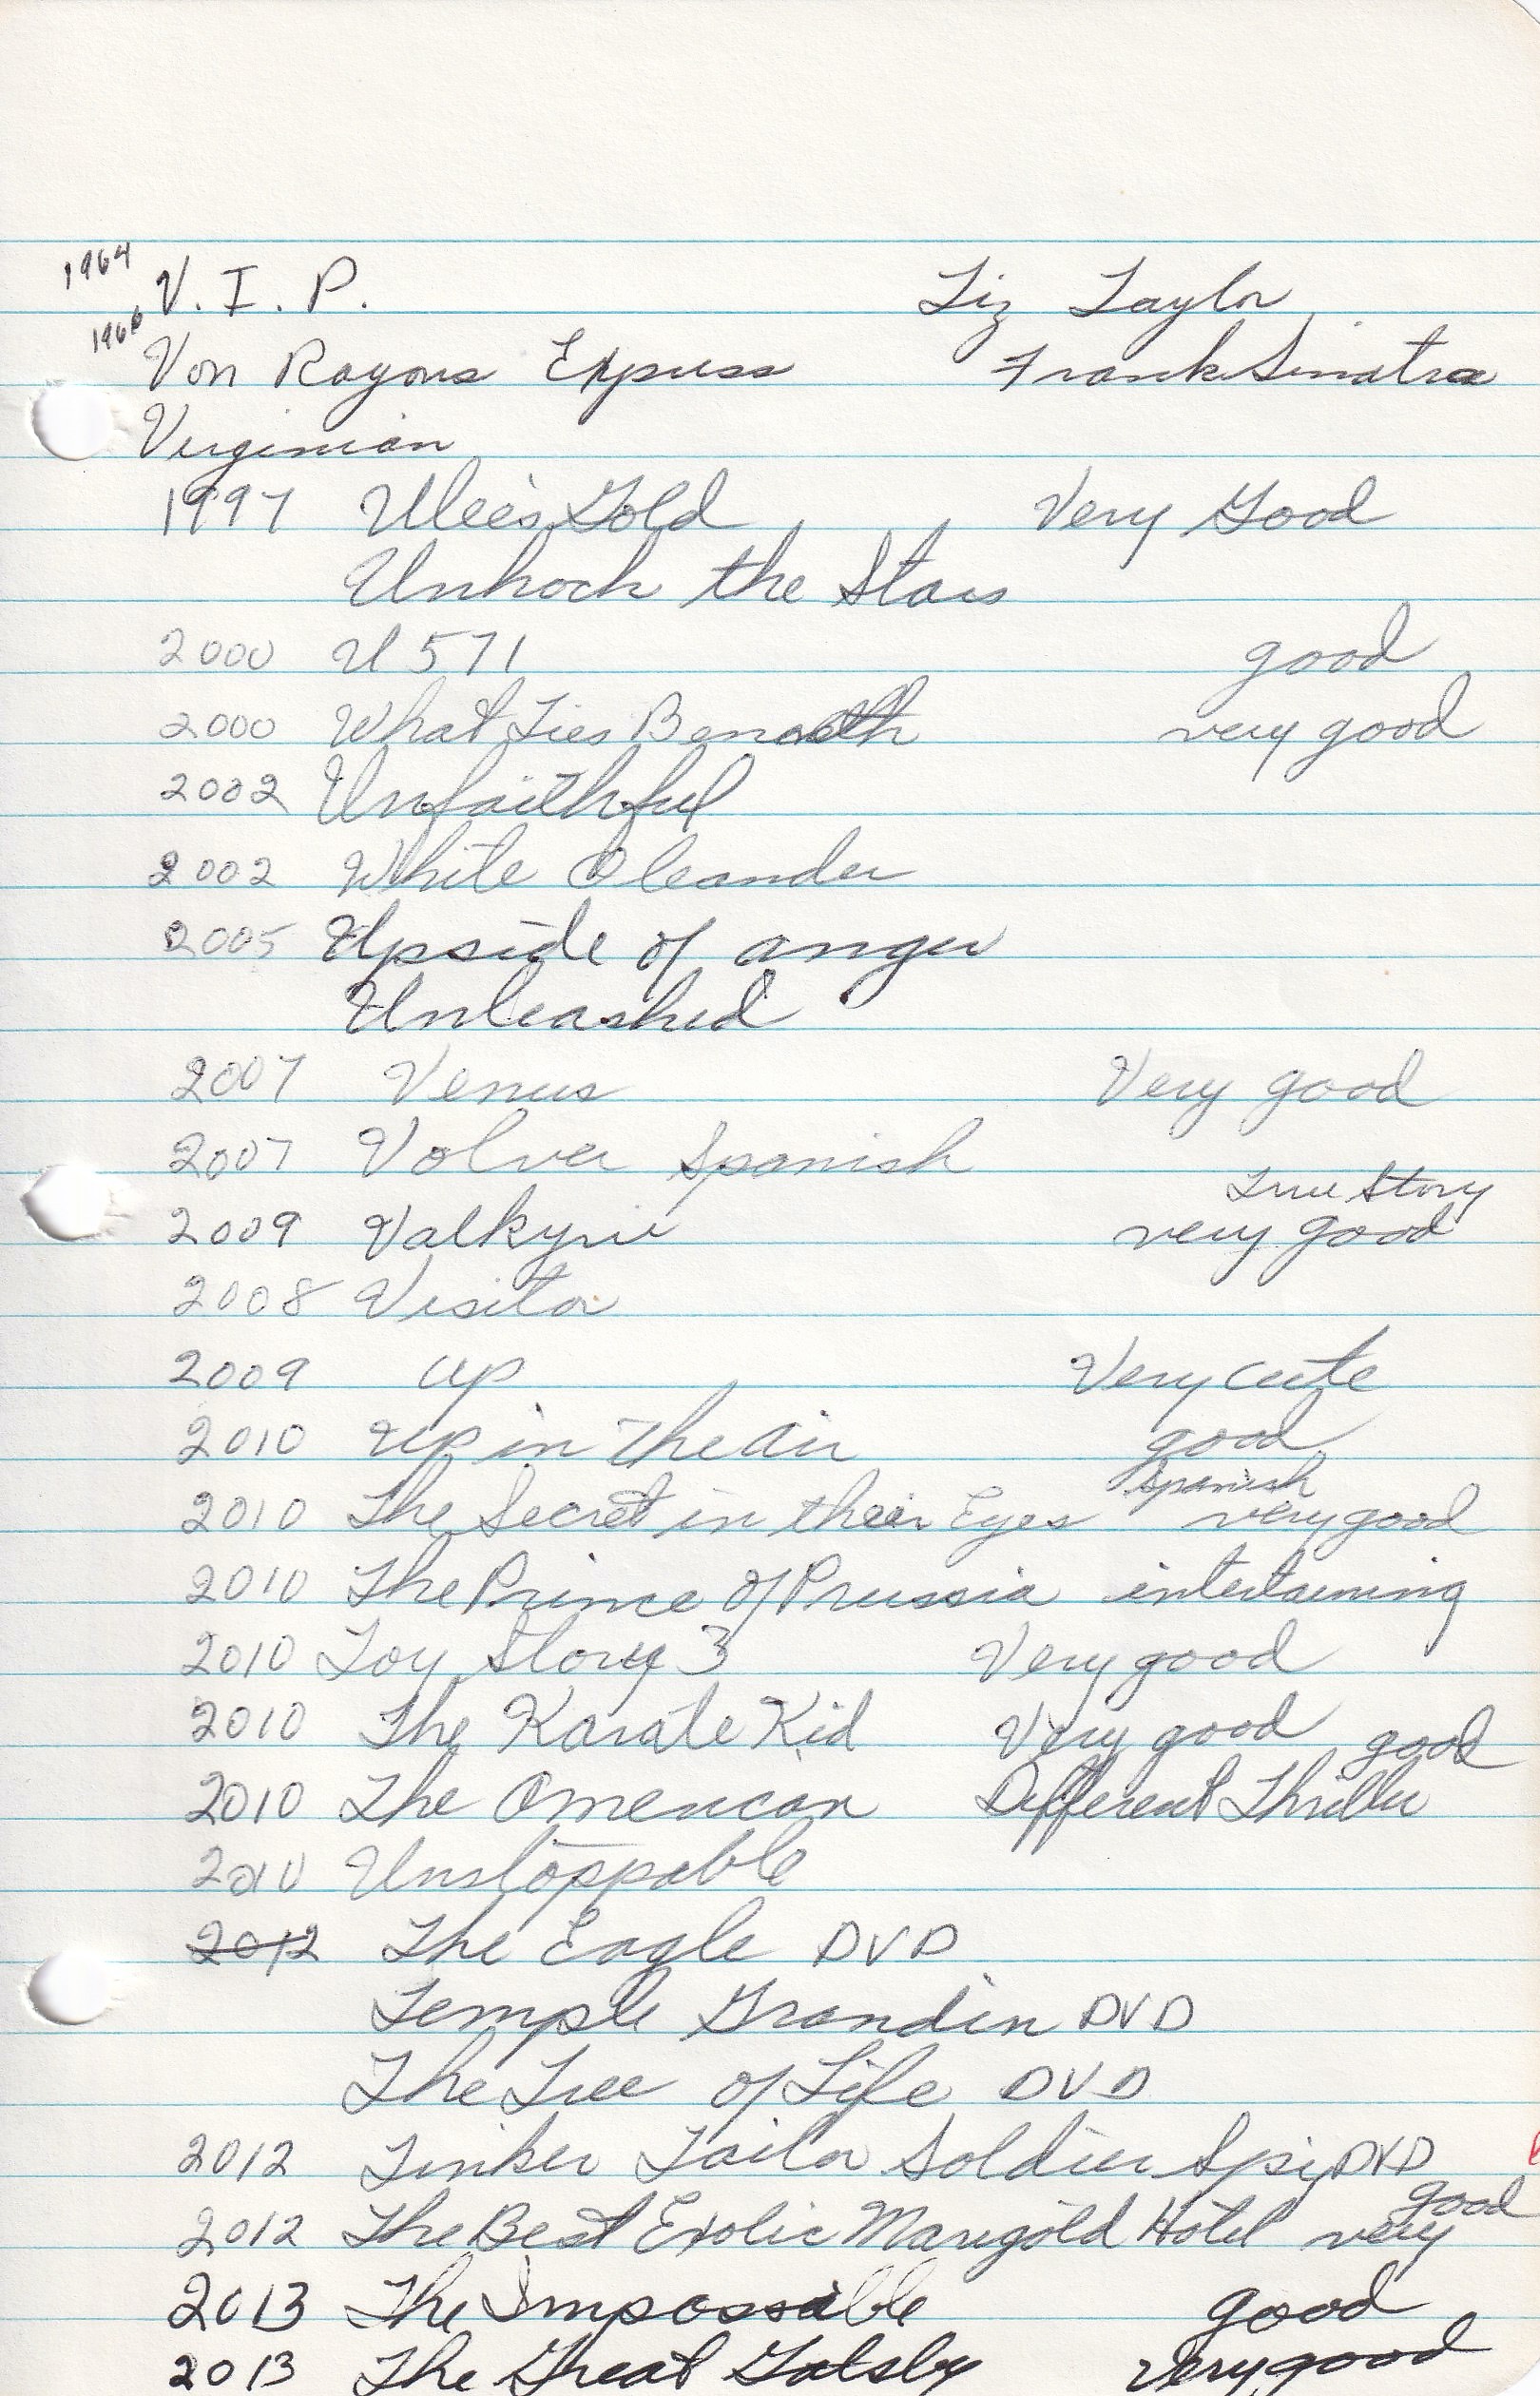 1964 V. I. P. Liz Taylor
1966 Von Rayons Express Frank Sinatra
Virginian
1997 Ulee's Gold Very Good
Unhook the Stars
2000 U 571 good
2000 What Lies Beneath very good
2002 Unfaithful
2002 White Oleander
2005 Upside of anger
Unleashed
2007 Venus Very good
2007 Volver Spanish
True Story
2009 Valkyrie very good
2008 Visitor
2009 up Very cute
2010 up in The Air good
Spanish
2010 The Secret in their Eyes very good
2010 The Prince of Prussia intertaining
2010 Toy Story 3 Very good
2010 The Karate Kid Very good good
2010 The American Different Thriller
2010 Unstoppable
2012 The Eagle DVD
Temple Grandin DVD
The Tree of Life DVD
2012 Tinker Tailor Soldier Spy DVD
good
2012 The Best Exotic Marigold Hotel very
2013 The Impossible good
2013 The Great Gatsby very good